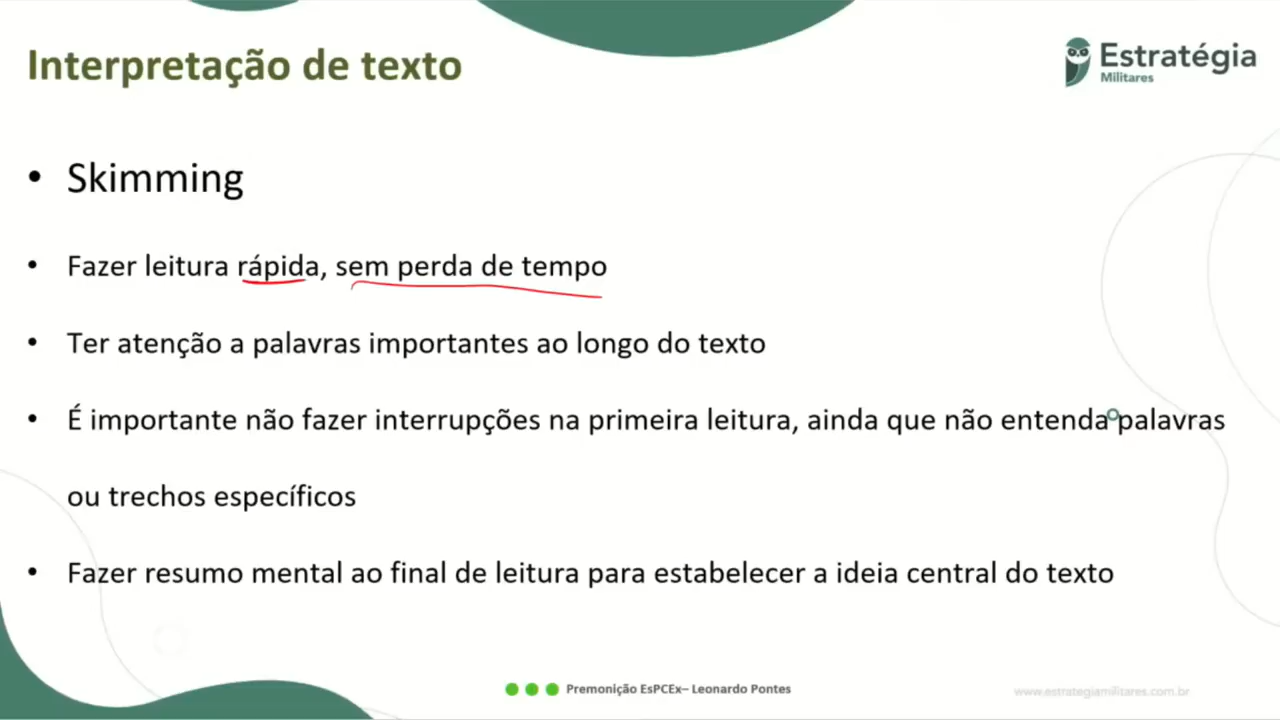 Interpretação de texto
Estratégia
Militares
• Skimming
• Fazer leitura rápida, sem perda de tempo
• Ter atenção a palavras importantes ao longo do texto
• É importante não fazer interrupções na primeira leitura, ainda que não entenda palavras
ou trechos específicos
• Fazer resumo mental ao final de leitura para estabelecer a ideia central do texto
Premonição EsPCEx– Leonardo Pontes
www.estrategiamilitares.com.br